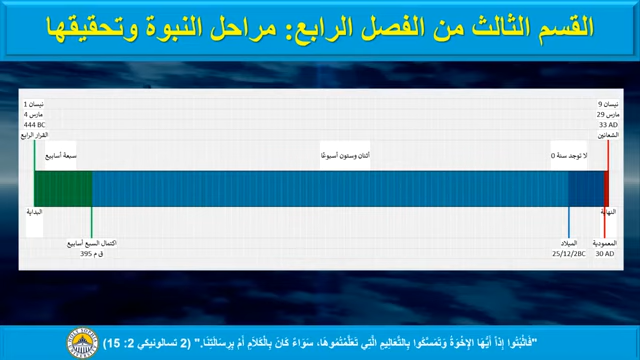 القسم الثالث من الفصل الرابع: مراحل النبوة وتحقيقها
نيسان 1
مارس 4
444 BC
القرار الرابع
نيسان 9
مارس 29
33 AD
الشعانين
سبعة أسابيع
أثنان وستون أسبوعًا
لا توجد سنة 0
البداية
النهاية
اكتمال السبع أسابيع
395 ق م
الميلاد
25/12/2BC
المعمودية
30 AD
"فَاثْبُتُوا إِذاً أَيُّهَا الإِخْوَةُ وَتَمَسَّكُوا بِالتَّعَالِيمِ الَّتِي تَعَلَّمْتُمُوهَا، سَوَاءٌ كَانَ بِالْكَلاَمِ أَمْ بِرِسَالَتِنَا." (2 تسالونيكي 2: 15)